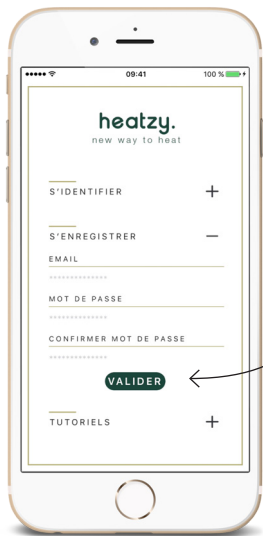 09:41
100 %
heatzy.
new way to heat
S'IDENTIFIER
S'ENREGISTRER
EMAIL
**************
MOT DE PASSE
**************
CONFIRMER MOT DE PASSE
**************
VALIDER
TUTORIELS